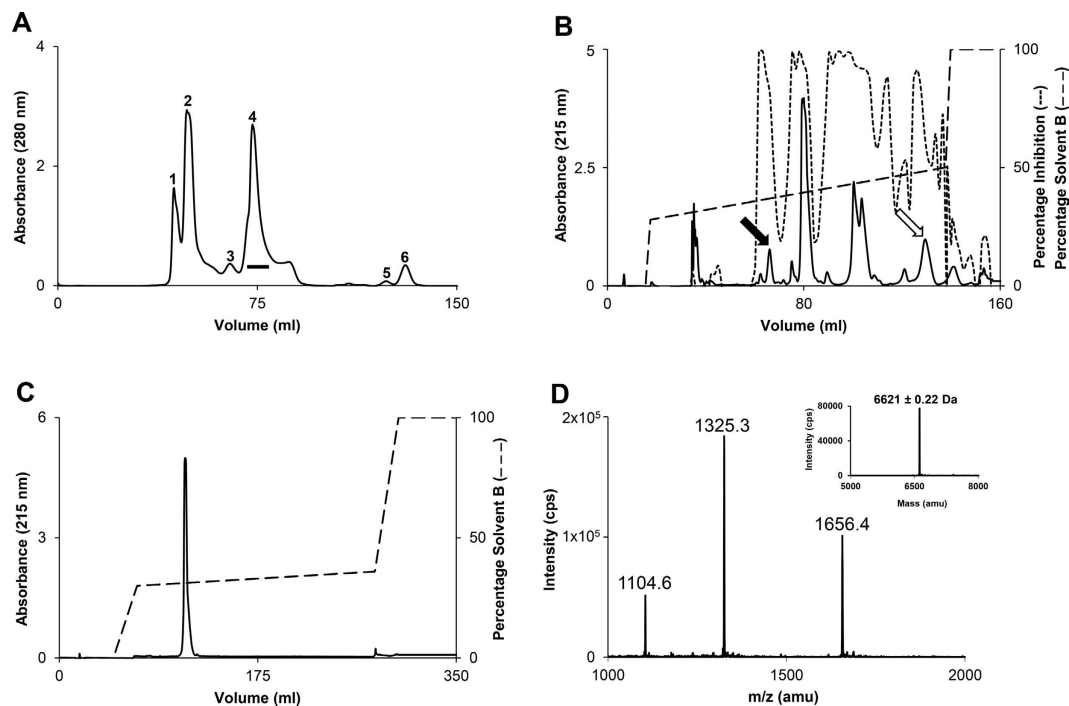 A
Absorbance (280 nm)
4
2
0
0
75
150
Volume (ml)
1
2
3
4
5
6
B
Absorbance (215 nm)
5
2.5
0
0
80
160
Volume (ml)
100
50
0
Percentage Inhibition (---)
Percentage Solvent B (— —)
C
Absorbance (215 nm)
6
3
0
0
175
350
Volume (ml)
100
50
0
Percentage Solvent B (— —)
D
Intensity (cps)
2x10⁵
1x10⁵
0
1000
1500
2000
m/z (amu)
1104.6
1325.3
1656.4
6621 ± 0.22 Da
Intensity (cps)
80000
40000
0
5000
6500
8000
Mass (amu)